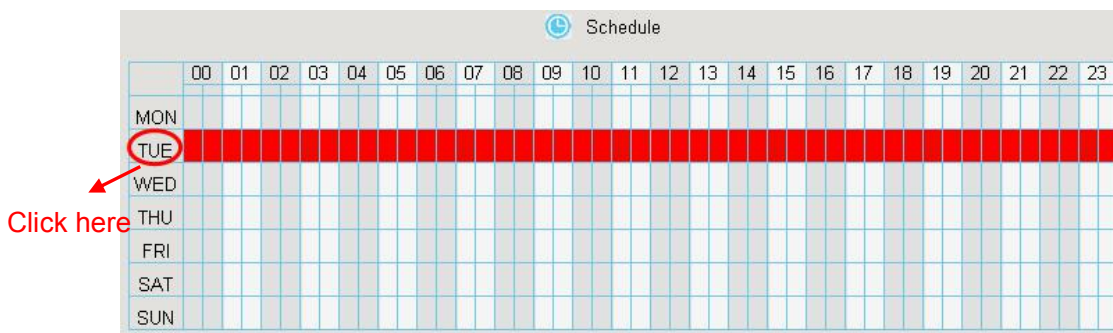 Schedule
00 01 02 03 04 05 06 07 08 09 10 11 12 13 14 15 16 17 18 19 20 21 22 23
MON
TUE
WED
Click here
THU
FRI
SAT
SUN